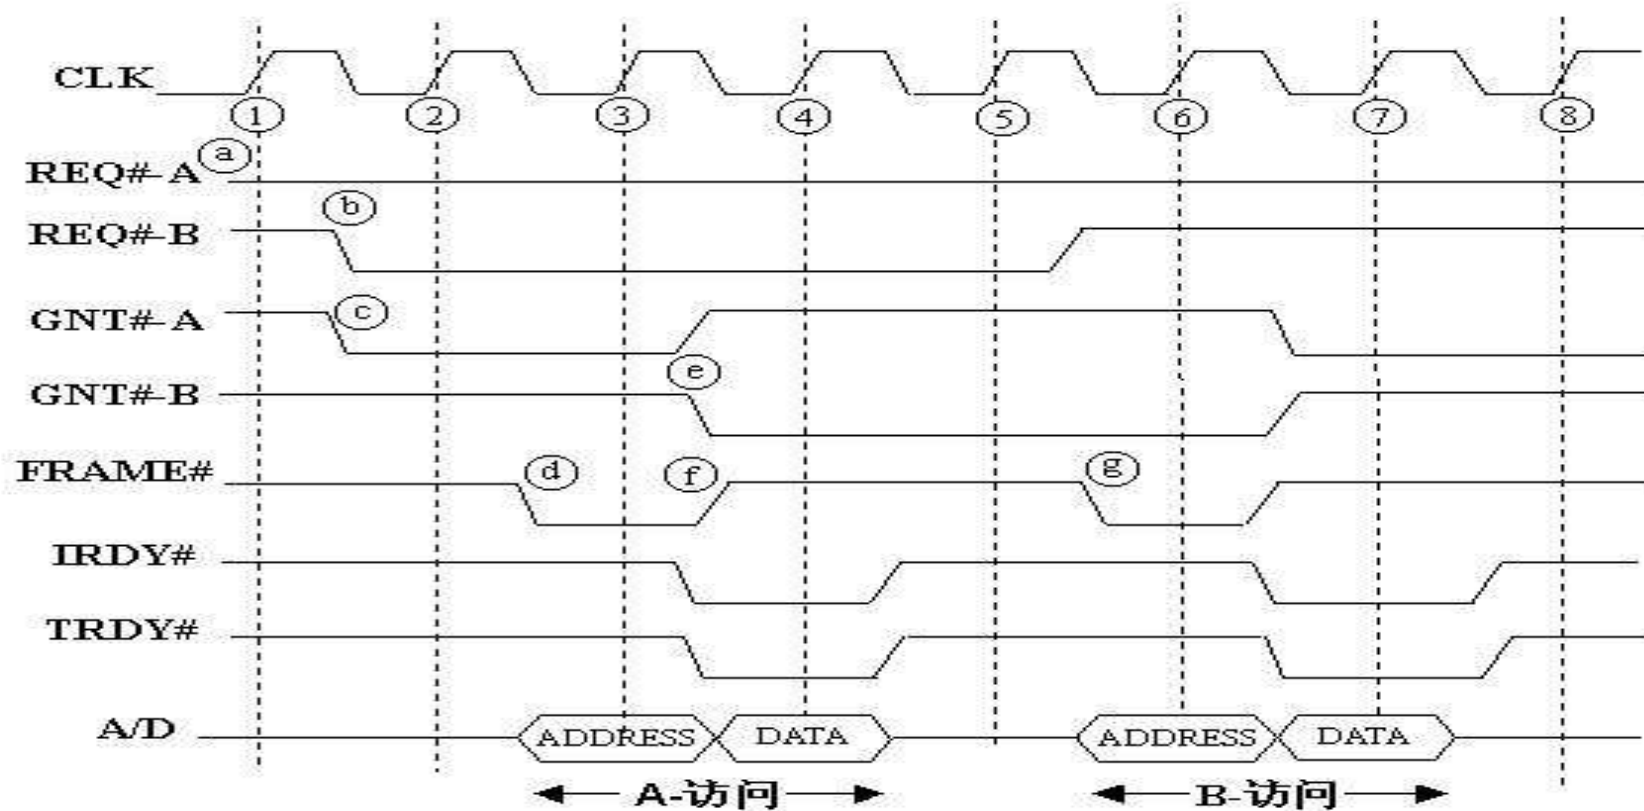 CLK
① ② ③ ④ ⑤ ⑥ ⑦ ⑧
ⓐ
REQ#-A
ⓑ
REQ#-B
GNT#-A ⓒ
ⓔ
GNT#-B
FRAME# ⓓ ⓕ ⓖ
IRDY#
TRDY#
A/D ADDRESS DATA ADDRESS DATA
A-访问 B-访问